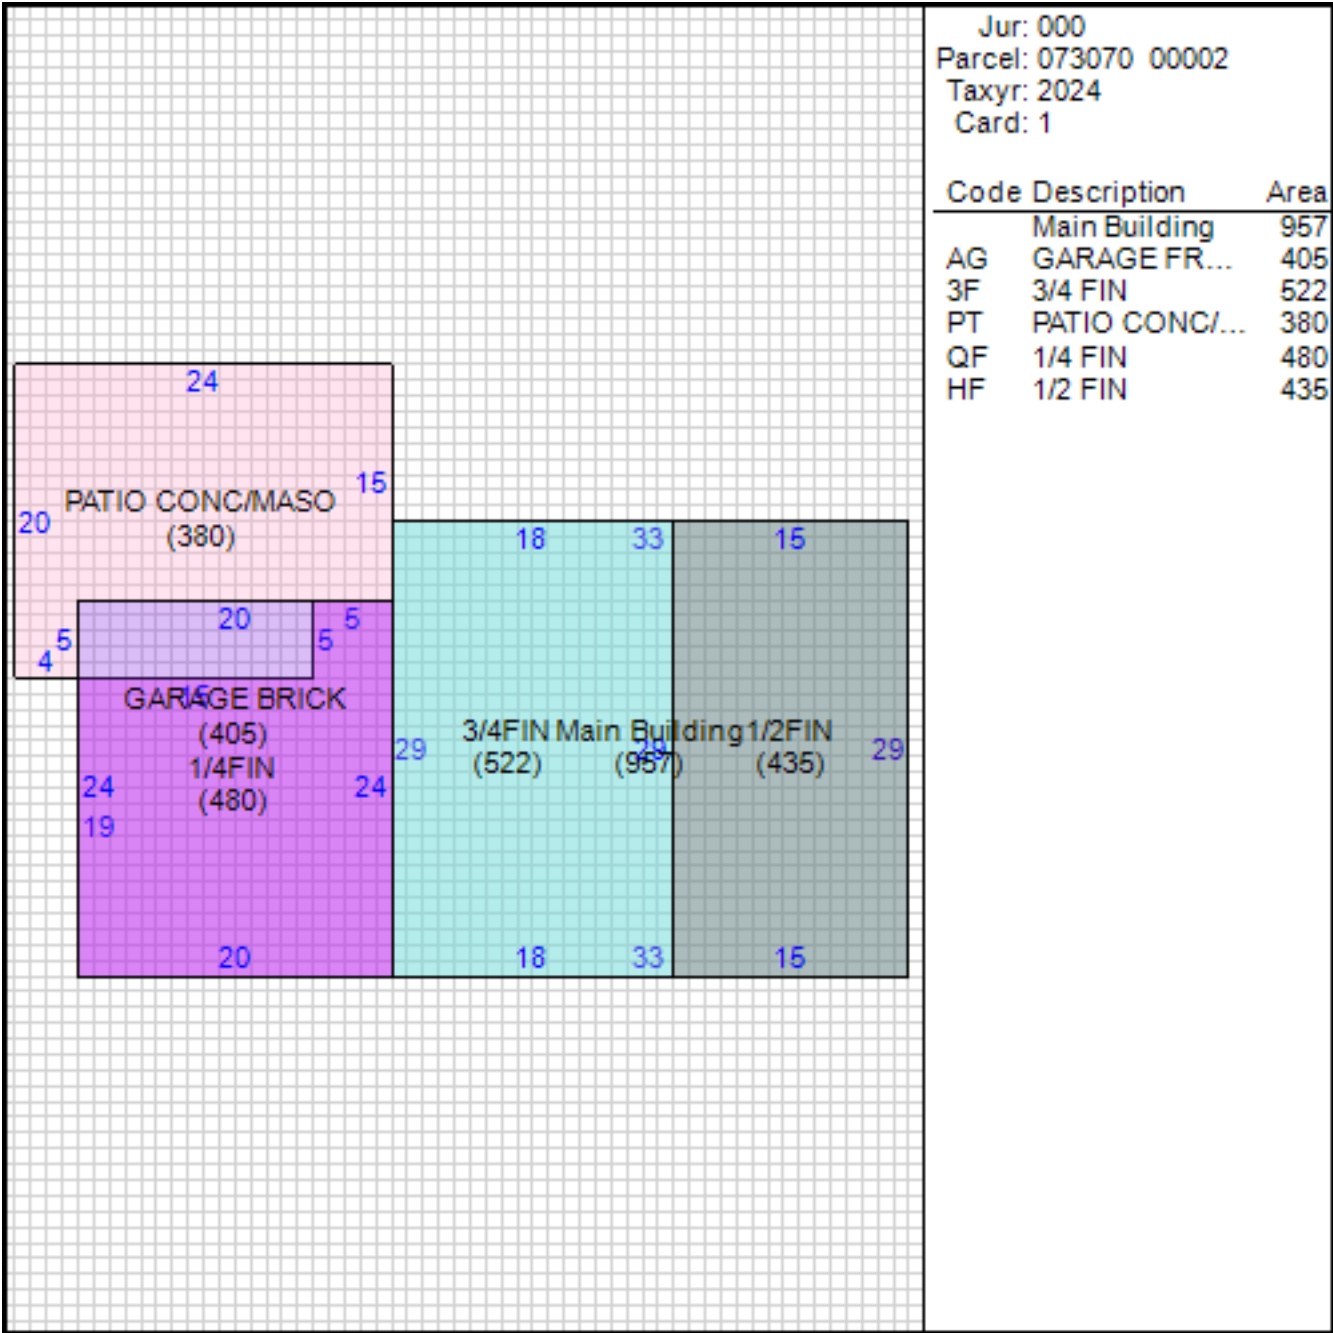 Jur: 000
Parcel: 073070 00002
Taxyr: 2024
Card: 1
Code Description Area
Main Building 957
AG GARAGE FR... 405
3F 3/4 FIN 522
PT PATIO CONC/... 380
QF 1/4 FIN 480
HF 1/2 FIN 435
24
15
PATIO CONC/MASO
20
(380)
18 33 15
20 5
5 5
4
15
GARAGE BRICK
(405)
1/4FIN
(480)
24 24
19
20
3/4FIN Main Building 1/2FIN
29 29 29
(522) (957) (435)
18 33 15